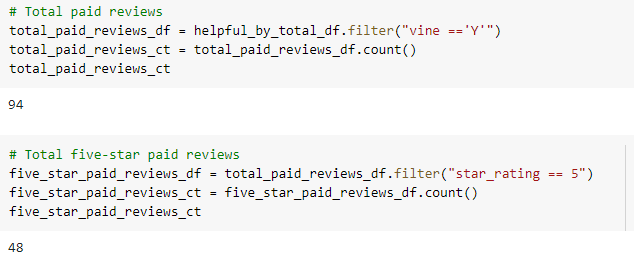 # Total paid reviews
total_paid_reviews_df = helpful_by_total_df.filter("vine =='Y'")
total_paid_reviews_ct = total_paid_reviews_df.count()
total_paid_reviews_ct
94
# Total five-star paid reviews
five_star_paid_reviews_df = total_paid_reviews_df.filter("star_rating == 5")
five_star_paid_reviews_ct = five_star_paid_reviews_df.count()
five_star_paid_reviews_ct
48